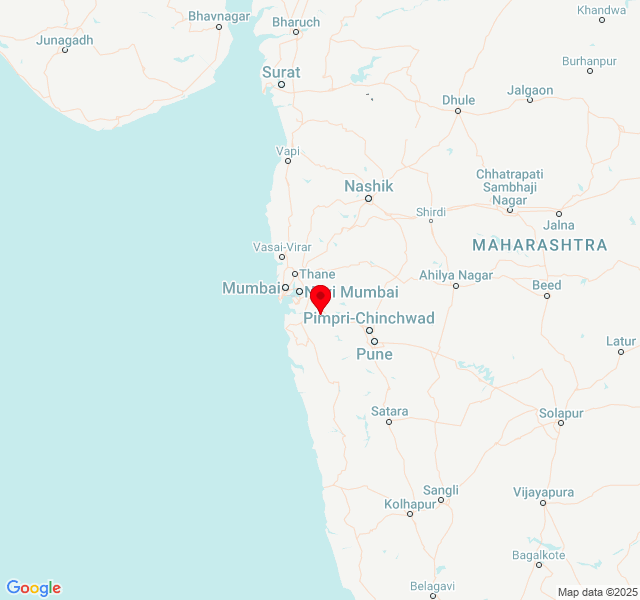 Khandwa
Bhavnagar
Bharuch
Junagadh
Burhanpur
Surat
Jalgaon
Dhule
Vapi
Chhatrapati
Sambhaji
Nagar
Nashik
Shirdi
Jalna
MAHARASHTRA
Vasai-Virar
Thane
Ahilya Nagar
Mumbai
Mumbai
Beed
Pimpri-Chinchwad
Pune
Latur
Satara
Solapur
Sangli
Vijayapura
Kolhapur
Bagalkote
Belagavi
Google
Map data ©2025